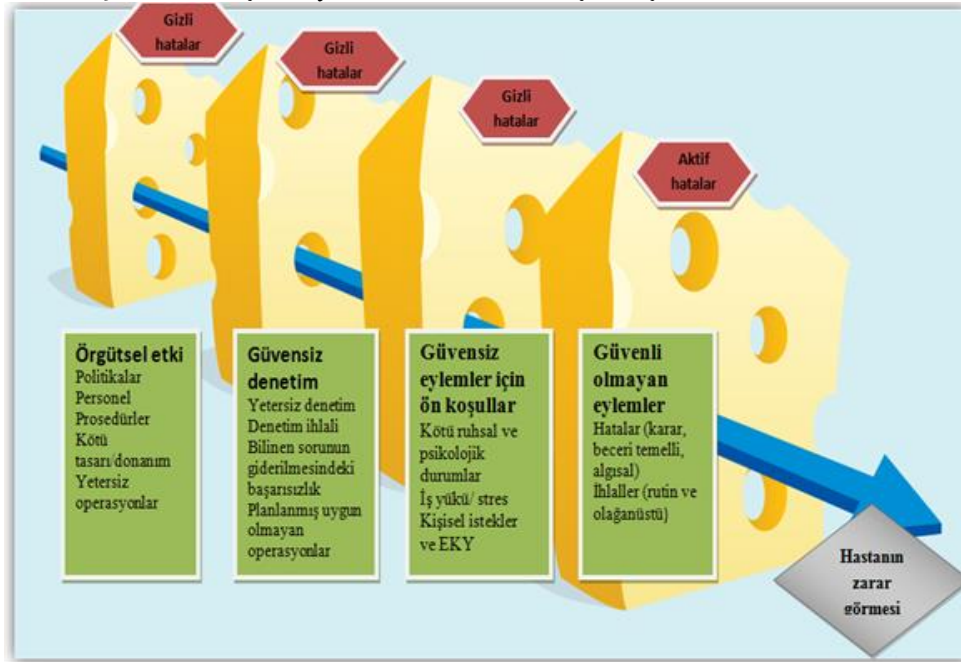 Gizli
hatalar
Gizli
hatalar
Gizli
hatalar
Aktif
hatalar
Örgütsel etki
Politikalar
Personel
Prosedürler
Kötü
tasarı/donanım
Yetersiz
operasyonlar
Güvensiz
denetim
Yetersiz denetim
Denetim ihlali
Bilinen sorunun
giderilmesindeki
başarısızlık
Planlanmış uygun
olmayan
operasyonlar
Güvensiz
eylemler için
ön koşullar
Kötü ruhsal ve
psikolojik
durumlar
İş yükü/ stres
Kişisel istekler
ve EKY
Güvenli
olmayan
eylemler
Hatalar (karar,
beceri temelli,
algısal)
İhlaller (rutin ve
olağanüstü)
Hastanın
zarar
görmesi